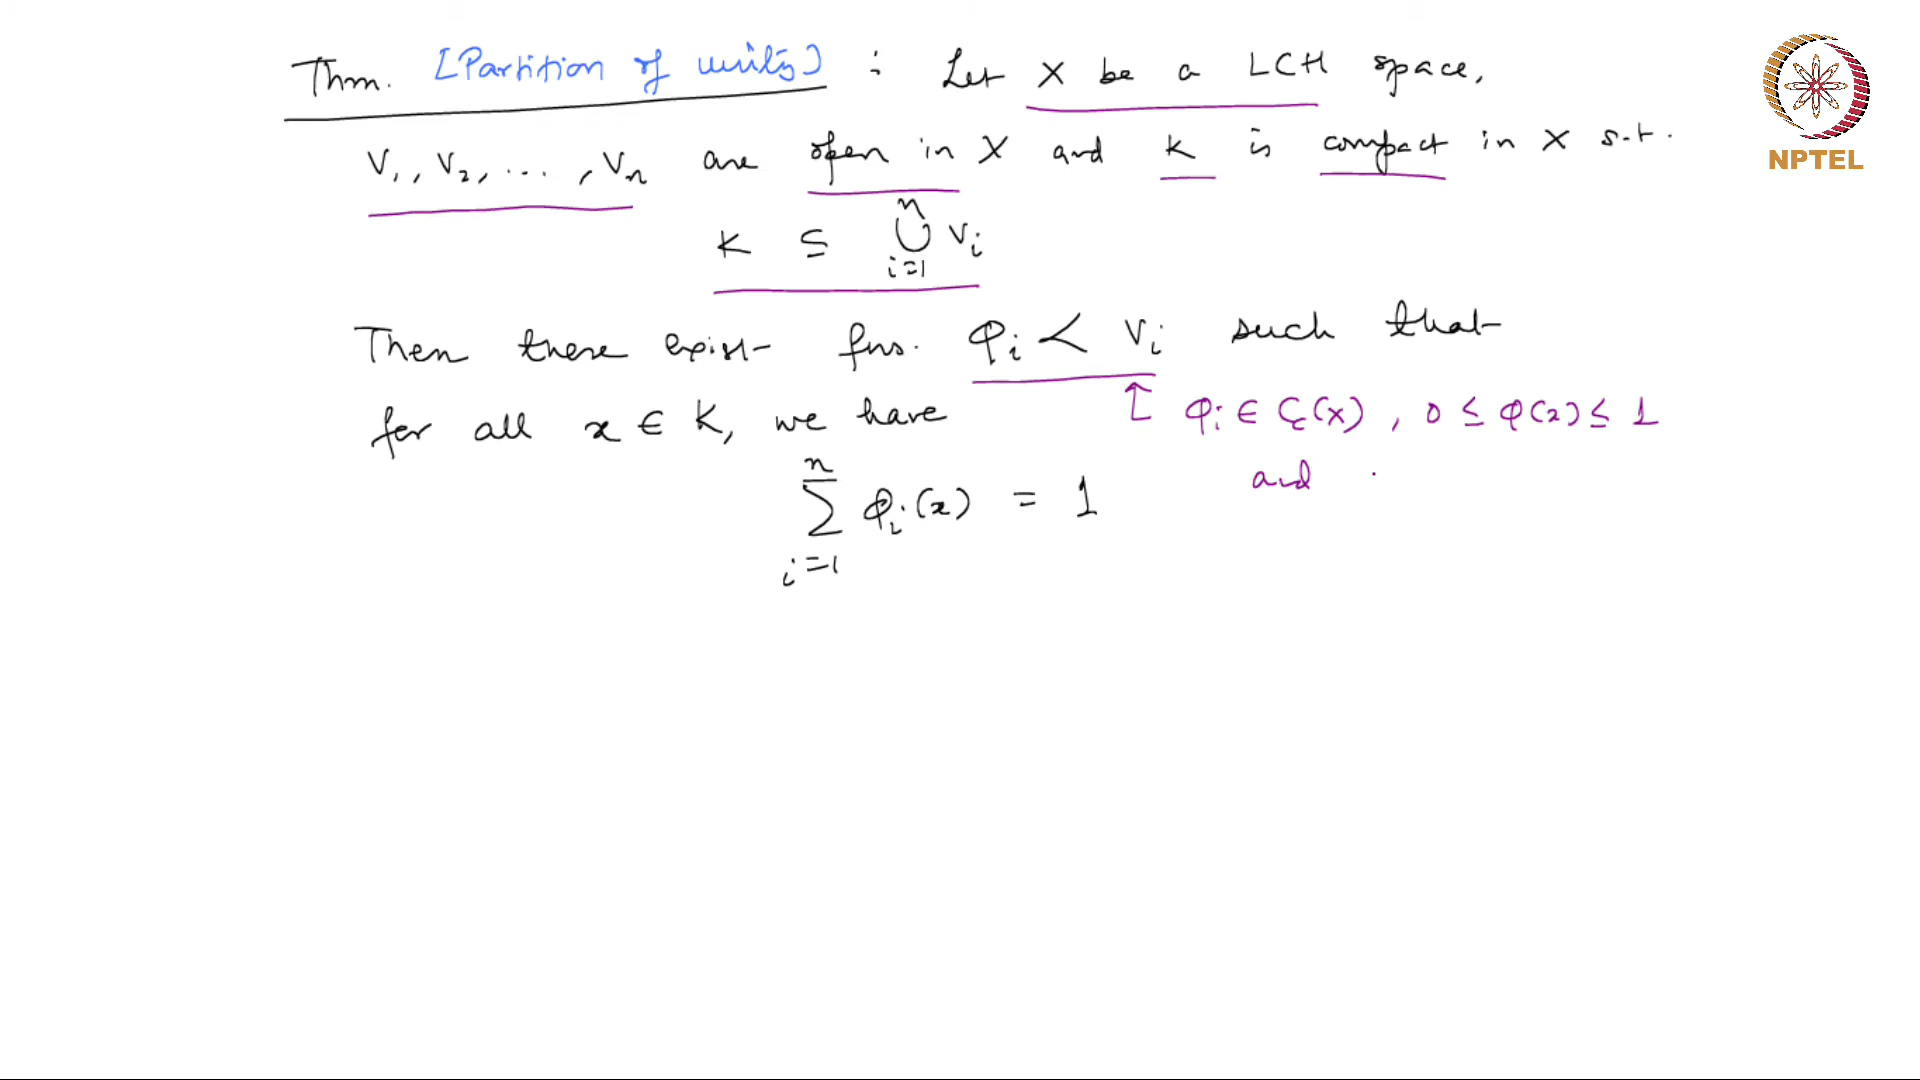 Thm. [Partition of unity] : Let X be a LCH space,
NPTEL
V₁, V₂, ..., Vₙ are open in X and K is compact in X s.t.
K ⊆ ⋃ᵢ₌₁ⁿ Vᵢ
Then there exist fns. φᵢ < Vᵢ such that
for all x ∈ K, we have ↑ φᵢ ∈ C_c(X), 0 ≤ φ(x) ≤ 1
and
∑ᵢ₌₁ⁿ φᵢ(x) = 1